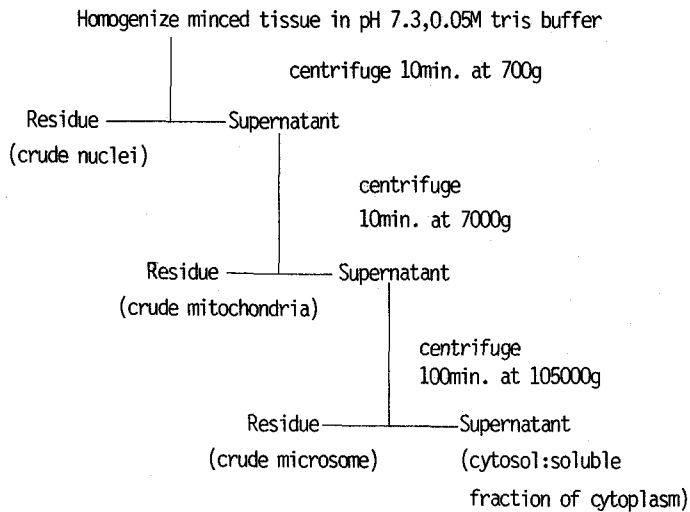 Homogenize minced tissue in pH 7.3,0.05M tris buffer
centrifuge 10min. at 700g
Residue
Supernatant
(crude nuclei)
centrifuge
10min. at 7000g
Residue
Supernatant
(crude mitochondria)
centrifuge
100min. at 105000g
Residue
Supernatant
(crude microsome)
(cytosol:soluble
fraction of cytoplasm)